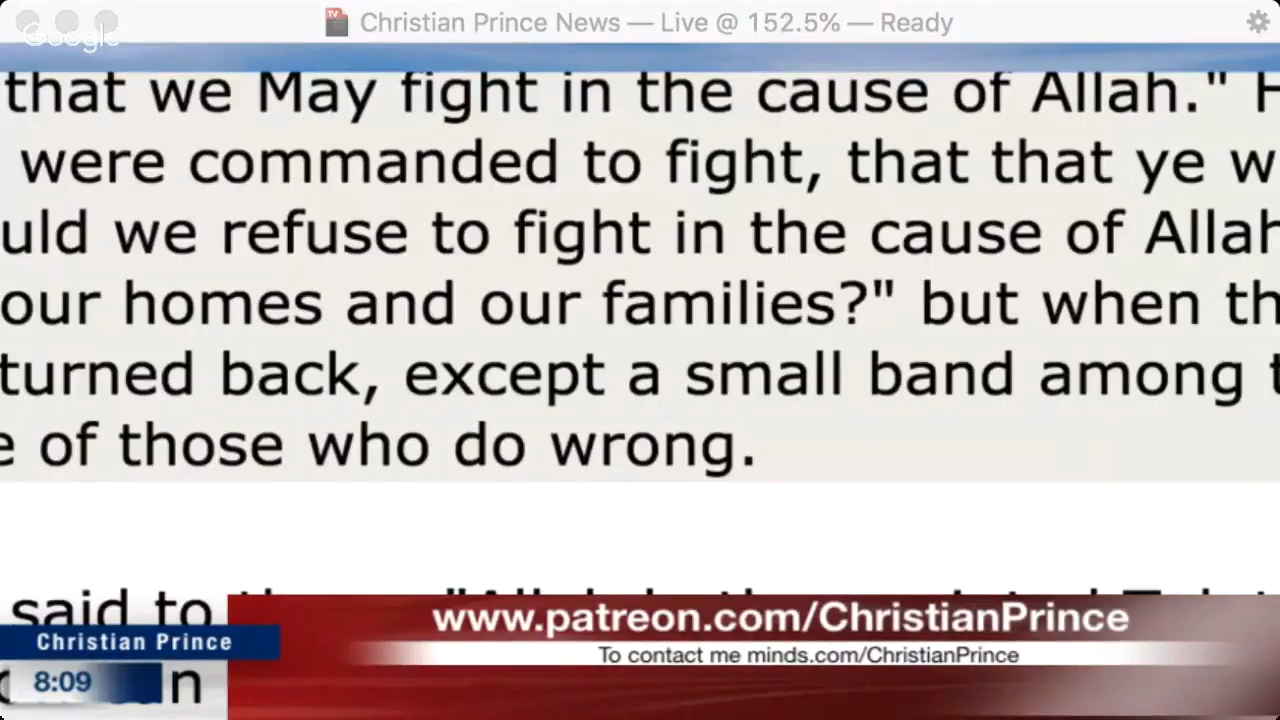 Google
Christian Prince News — Live @ 152.5% — Ready
that we May fight in the cause of Allah."
were commanded to fight, that that ye
we refuse to fight in the cause of Allah
our homes and our families?" but when
turned back, except a small band among
of those who do wrong.
said to
www.patreon.com/ChristianPrince
Christian Prince
To contact me minds.com/ChristianPrince
8:09